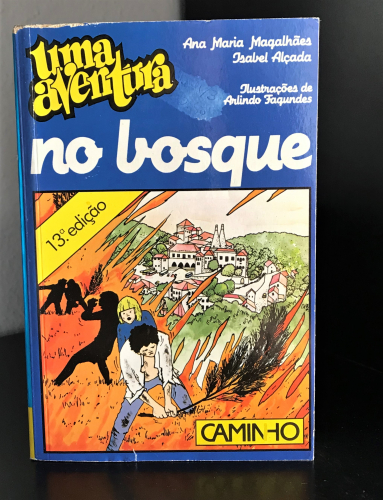 uma
aventura
Ana Maria Magalhães
Isabel Alçada
Ilustrações de
Arlindo Fagundes
no bosque
13.ª edição
CAMINHO